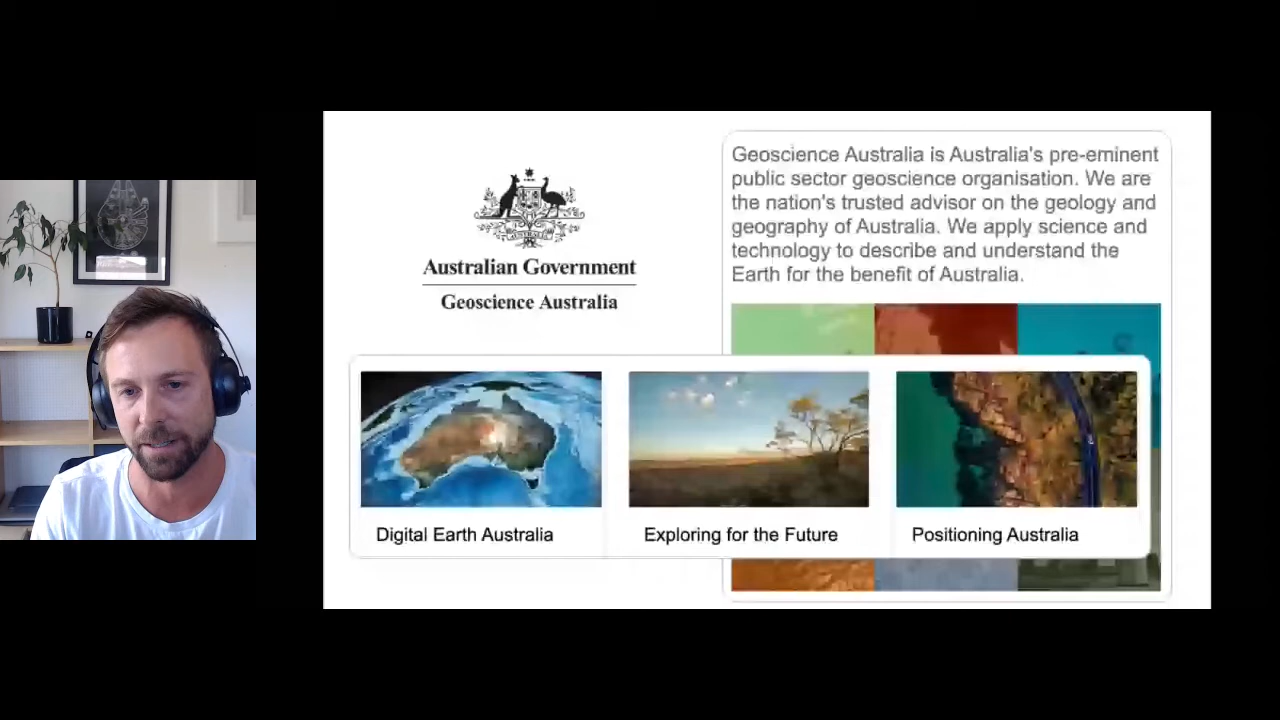 AUSTRALIA
Australian Government
Geoscience Australia
Geoscience Australia is Australia's pre-eminent
public sector geoscience organisation. We are
the nation's trusted advisor on the geology and
geography of Australia. We apply science and
technology to describe and understand the
Earth for the benefit of Australia.
Digital Earth Australia
Exploring for the Future
Positioning Australia